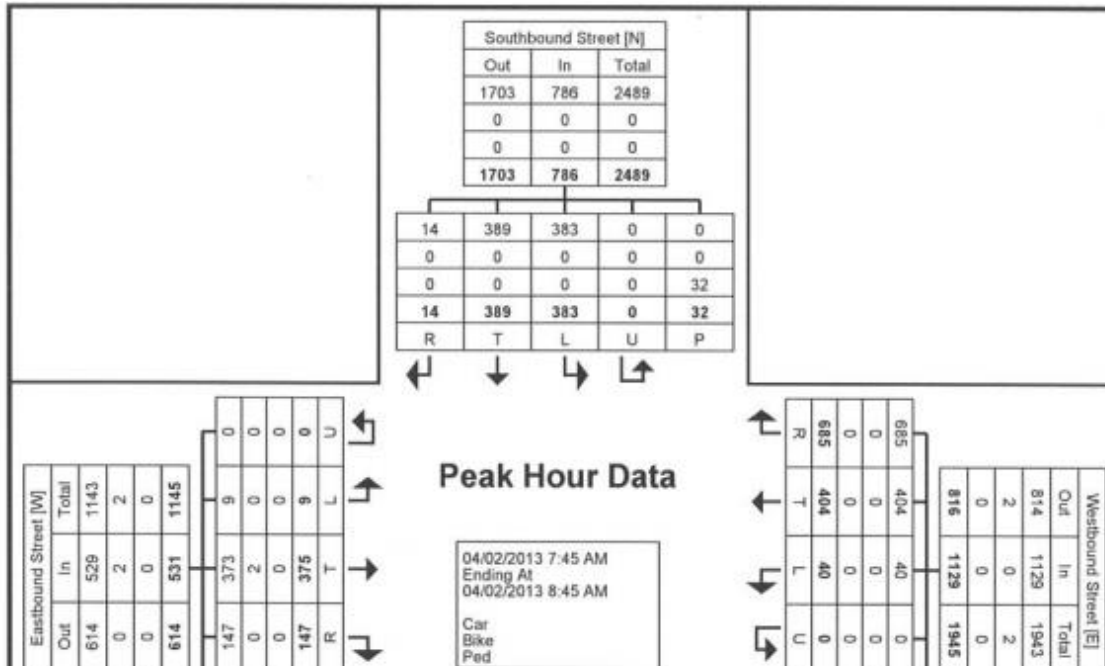 Southbound Street [N]
Out In Total
1703 786 2489
0 0 0
0 0 0
1703 786 2489
14 389 383 0 0
0 0 0 0 0
0 0 0 0 32
14 389 383 0 32
R T L U P
Peak Hour Data
04/02/2013 7:45 AM
Ending At
04/02/2013 8:45 AM
Car
Bike
Ped
Eastbound Street [W]
Out In Total
614 529 1143
0 2 2
0 0 0
614 531 1145
147 373 9 0
0 2 0 0
0 0 0 0
147 375 9 0
R T L U
Westbound Street [E]
Out In Total
814 1129 1943
2 0 2
0 0 0
816 1129 1945
685 404 40 0
0 0 0 0
0 0 0 0
685 404 40 0
R T L U